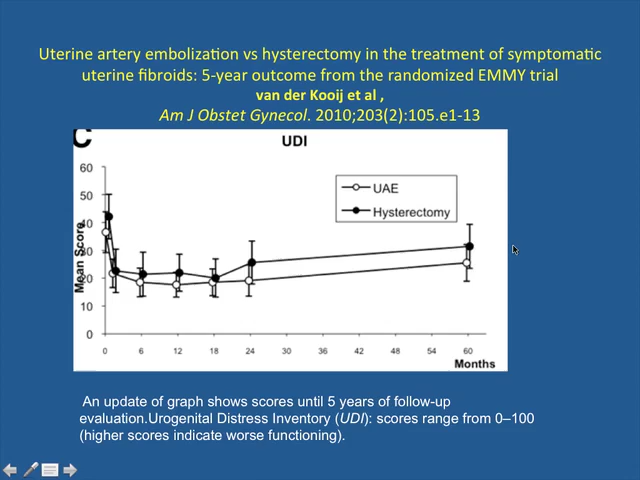 Uterine artery embolization vs hysterectomy in the treatment of symptomatic
uterine fibroids: 5-year outcome from the randomized EMMY trial
van der Kooij et al ,
Am J Obstet Gynecol. 2010;203(2):105.e1-13
C
UDI
60
50
40
30
20
10
0
Mean Score
UAE
Hysterectomy
0 6 12 18 24 30 36 42 48 54 60
Months
An update of graph shows scores until 5 years of follow-up
evaluation.Urogenital Distress Inventory (UDI): scores range from 0–100
(higher scores indicate worse functioning).